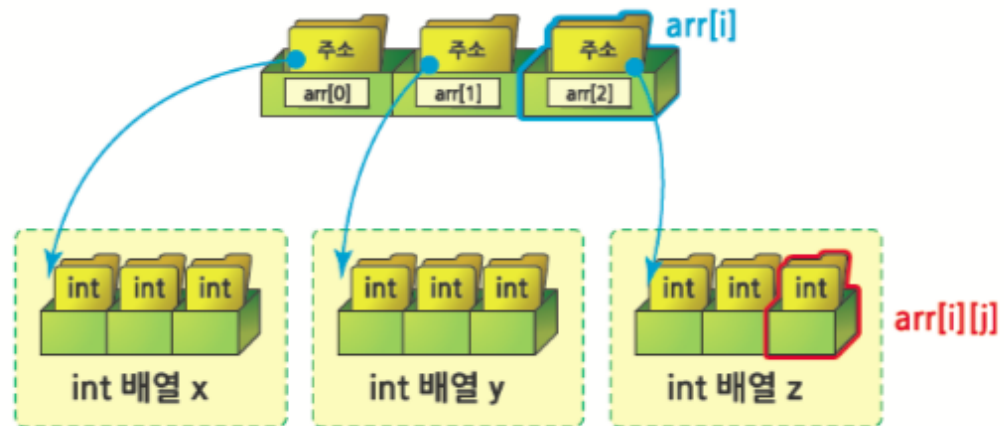 주소 주소 주소 arr[i]
arr[0] arr[1] arr[2]
int int int int int int int int int
arr[i][j]
int 배열 x int 배열 y int 배열 z